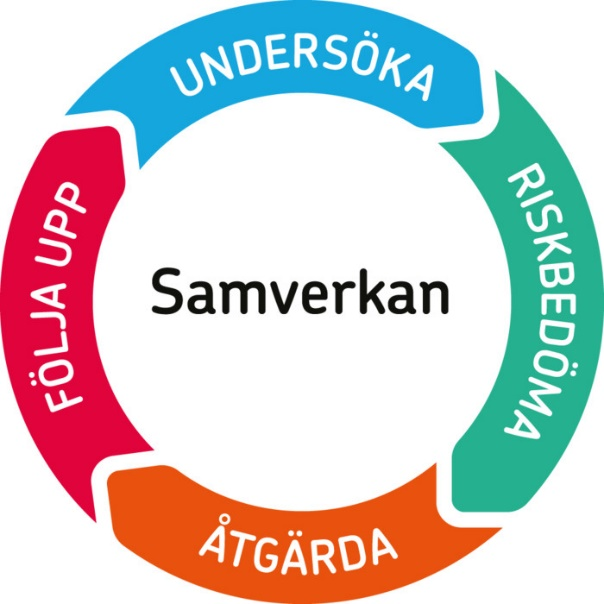 UNDERSÖKA
RISKBEDÖMA
ÅTGÄRDA
FÖLJA UPP
Samverkan